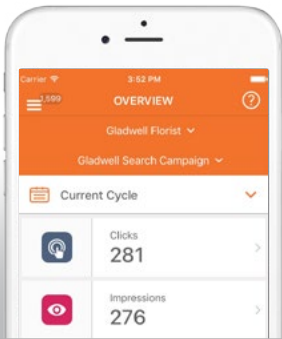 Carrier 3:52 PM
1,599 OVERVIEW ?
Gladwell Florist
Gladwell Search Campaign
Current Cycle
Clicks
281
Impressions
276